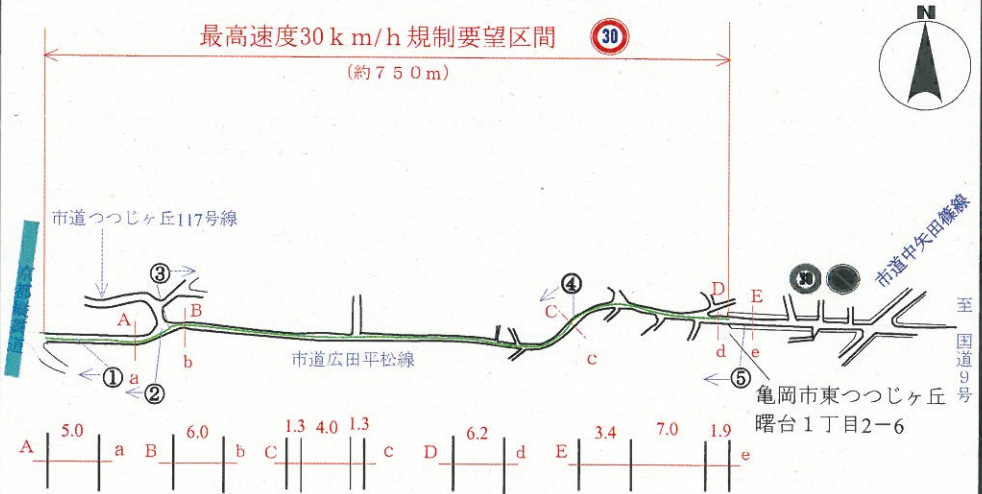 最高速度30km/h規制要望区間
30
(約750m)
N
市道つつじヶ丘117号線
市道中矢田篠線
③
④
A
B
C
D
E
30
至 国道9号
a
b
c
d
e
①
②
⑤
市道広田平松線
亀岡市東つつじヶ丘
曙台1丁目2-6
A 5.0 a
B 6.0 b
C 1.3 4.0 1.3 c
D 6.2 d
E 3.4 7.0 1.9 e